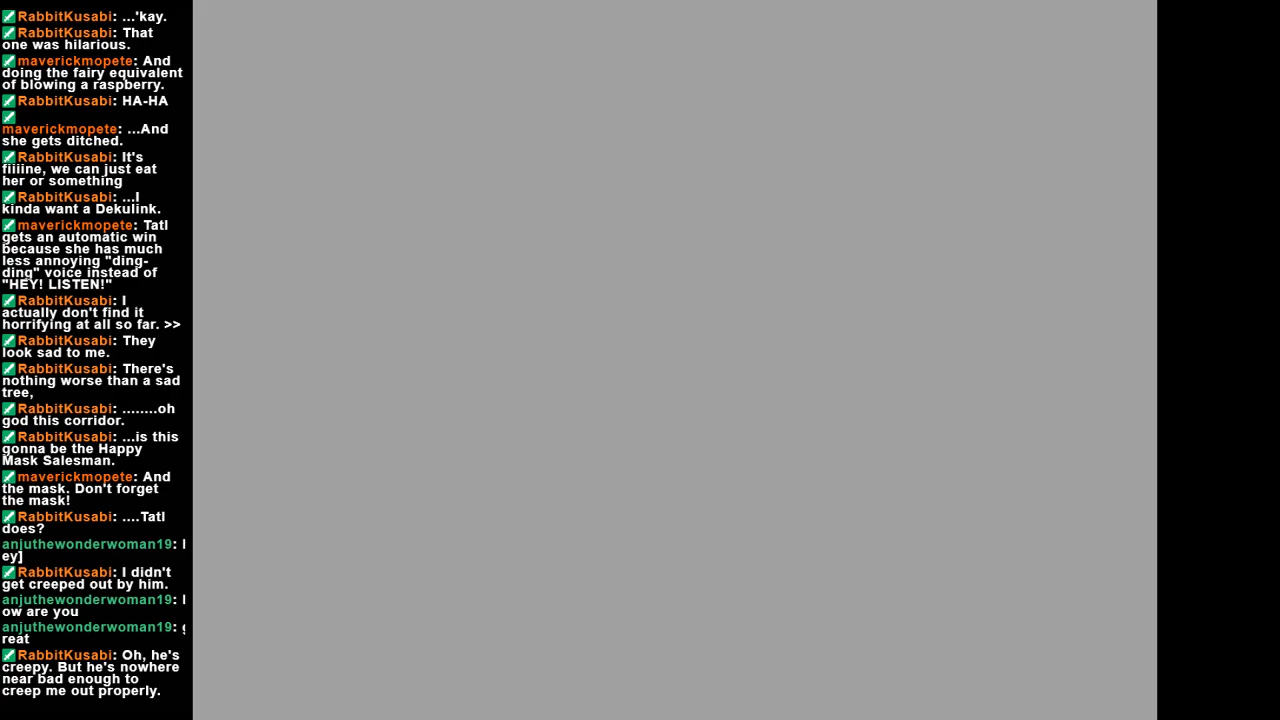 RabbitKusabi: ...'kay.
RabbitKusabi: That
one was hilarious.
maverickmopete: And
doing the fairy equivalent
of blowing a raspberry.
RabbitKusabi: HA-HA
maverickmopete: ...And
she gets ditched.
RabbitKusabi: It's
fiiiine, we can just eat
her or something
RabbitKusabi: ...I
kinda want a Dekulink.
maverickmopete: Tatl
gets an automatic win
because she has much
less annoying "ding-
ding" voice instead of
"HEY! LISTEN!"
RabbitKusabi: I
actually don't find it
horrifying at all so far. >>
RabbitKusabi: They
look sad to me.
RabbitKusabi: There's
nothing worse than a sad
tree,
RabbitKusabi: ........oh
god this corridor.
RabbitKusabi: ...is this
gonna be the Happy
Mask Salesman.
maverickmopete: And
the mask. Don't forget
the mask!
RabbitKusabi: ....Tatl
does?
anjuthewonderwoman19:
ey]
RabbitKusabi: I didn't
get creeped out by him.
anjuthewonderwoman19:
ow are you
anjuthewonderwoman19:
reat
RabbitKusabi: Oh, he's
creepy. But he's nowhere
near bad enough to
creep me out properly.